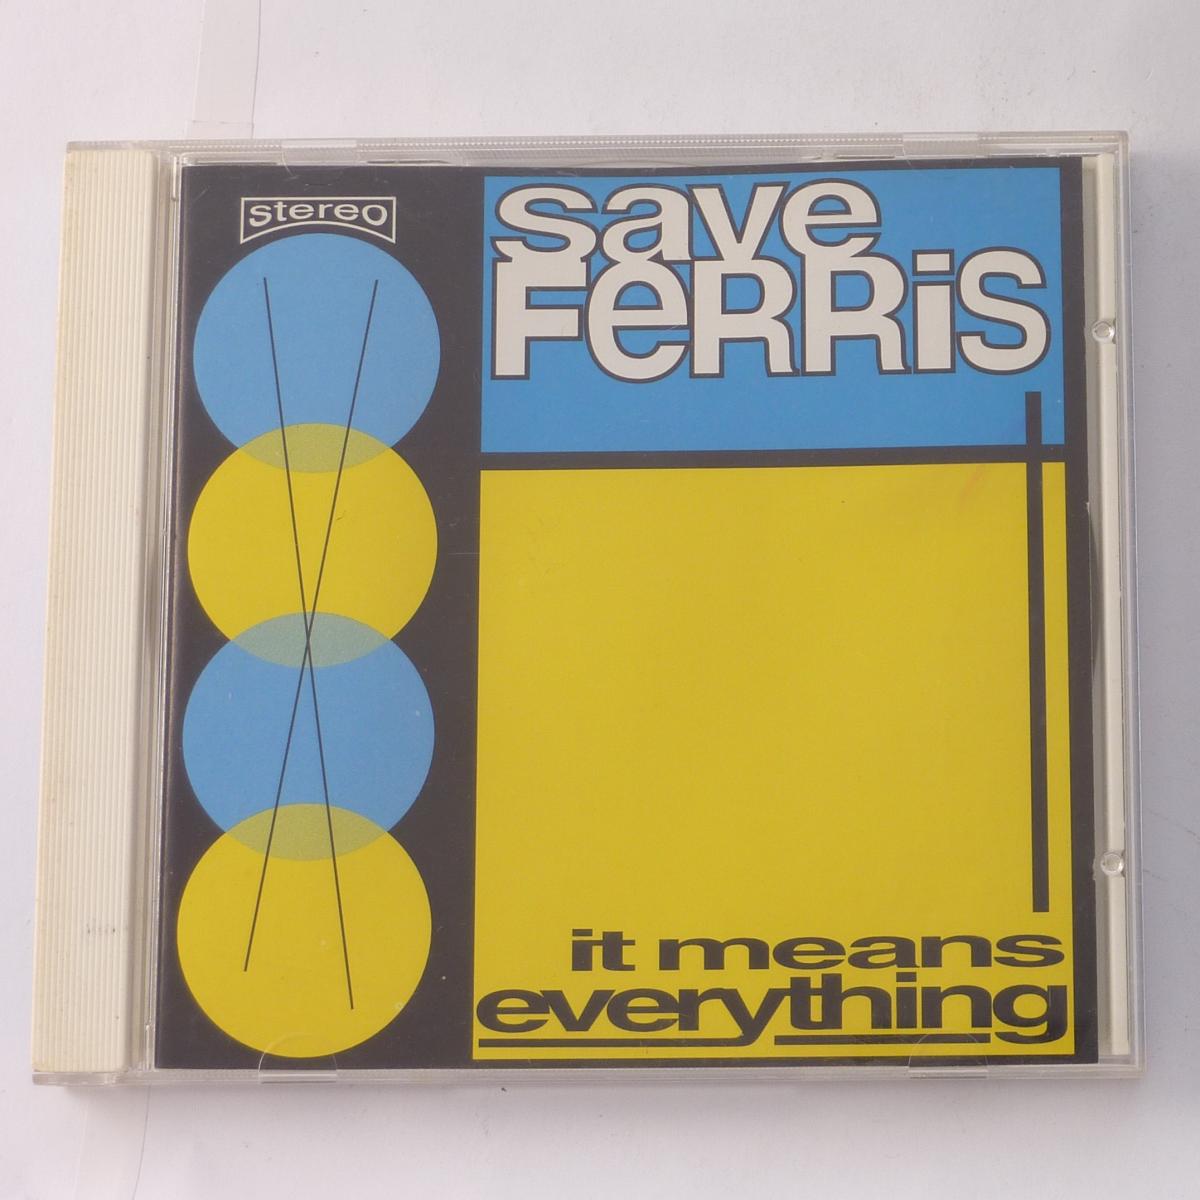 stereo
save
FeRRiS
it means
everything